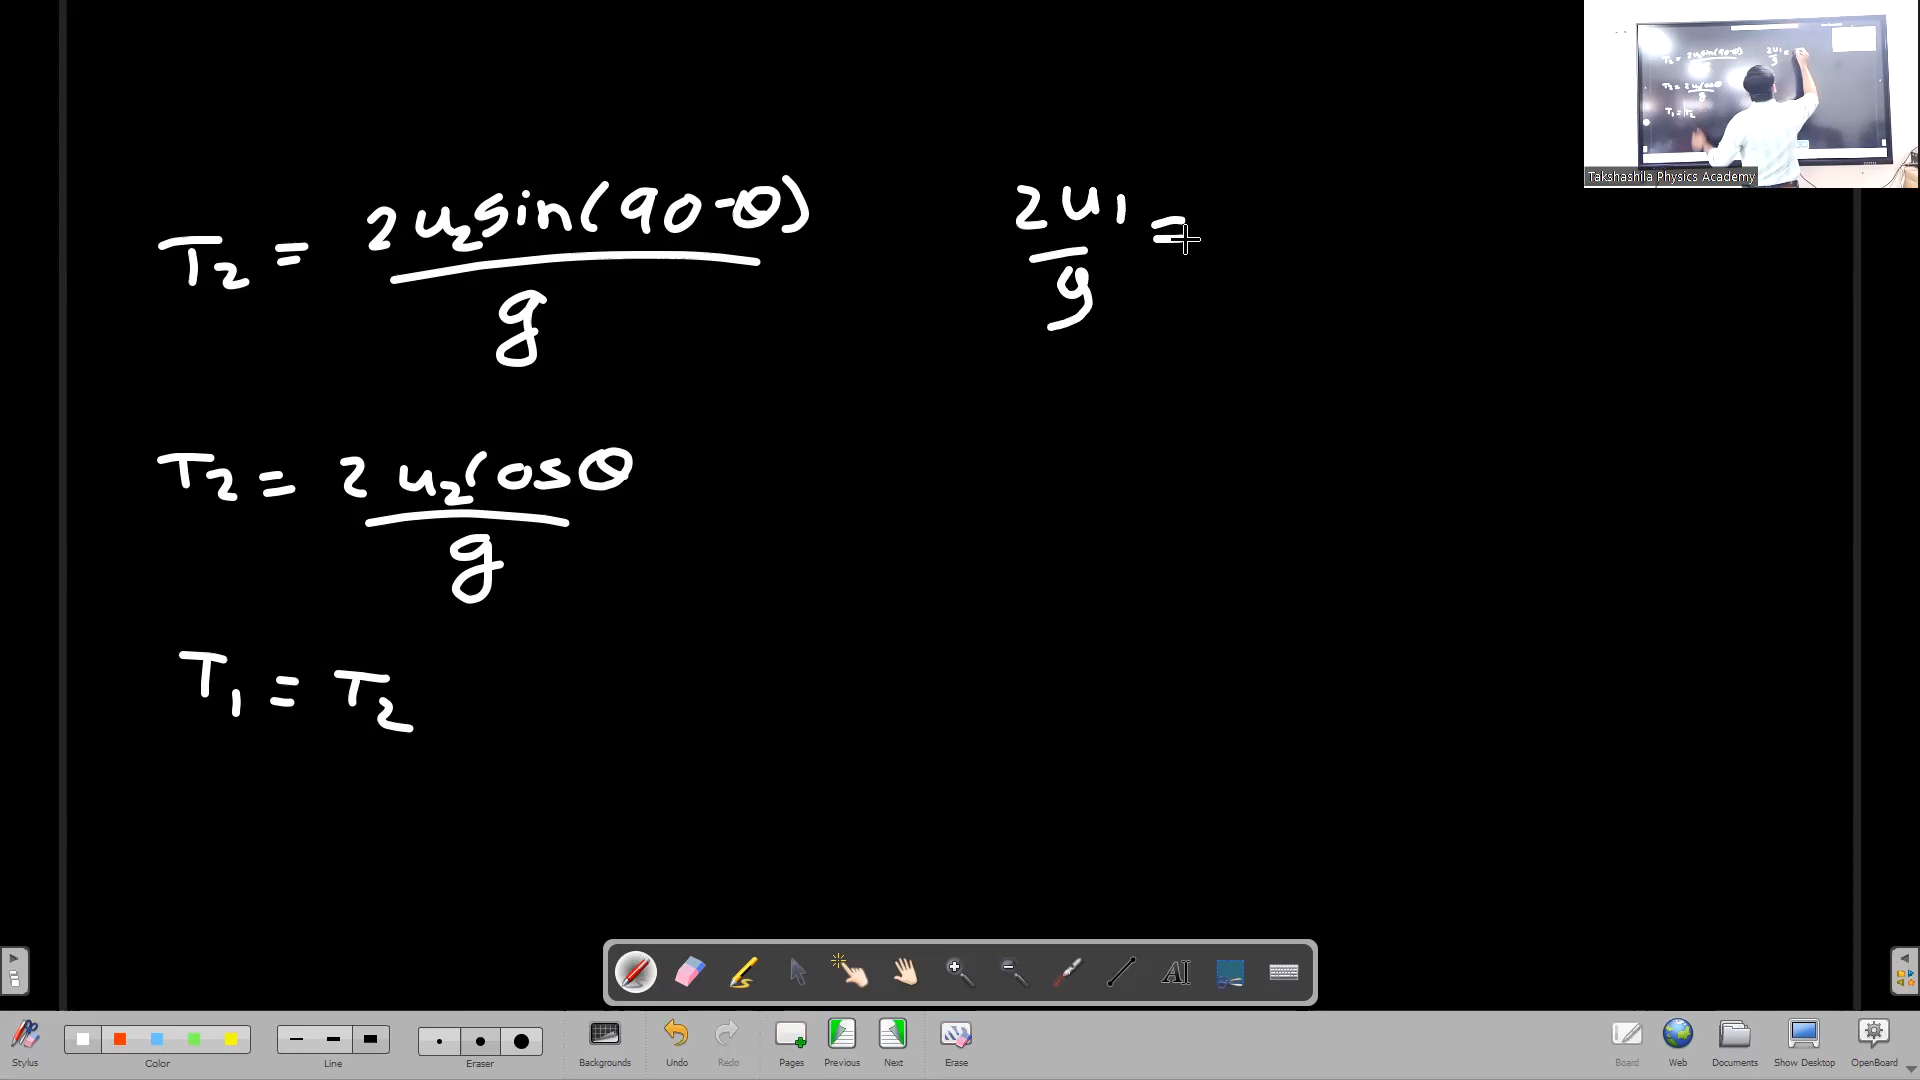 T₂ = 2u₂sin(90-θ)
g
T₂ = 2u₂cosθ
g
T₁ = T₂
2u₁ =
g
Takshashila Physics Academy
Stylus
Color
Line
Eraser
Backgrounds
Undo
Redo
Pages
Previous
Next
Erase
Board
Web
Documents
Show Desktop
OpenBoard